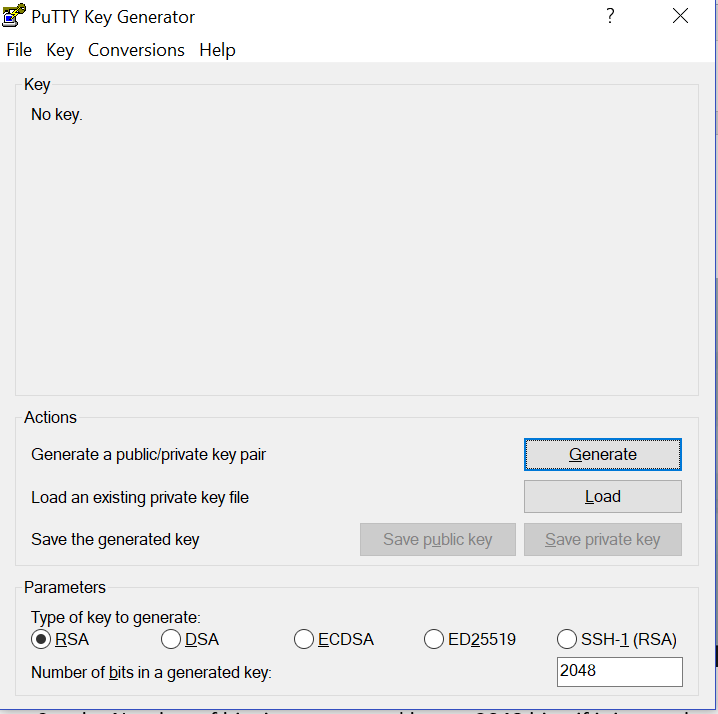 PuTTY Key Generator
?
File Key Conversions Help
Key
No key.
Actions
Generate a public/private key pair
Generate
Load an existing private key file
Load
Save the generated key
Save public key
Save private key
Parameters
Type of key to generate:
RSA DSA ECDSA ED25519 SSH-1 (RSA)
Number of bits in a generated key:
2048